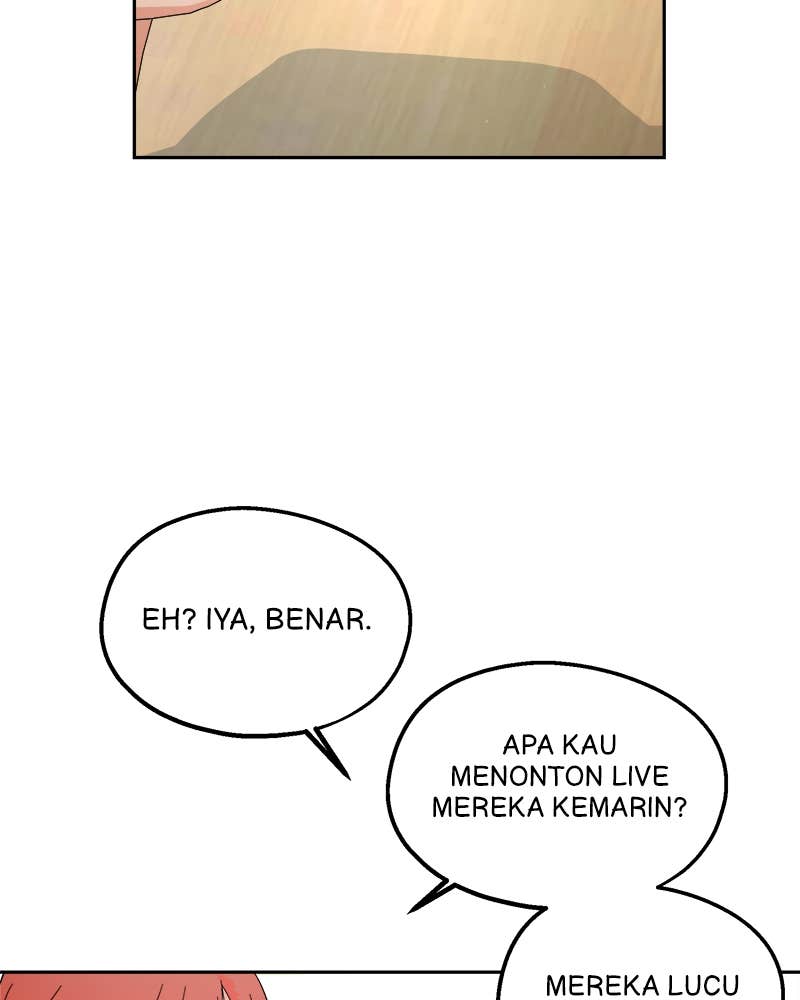 EH? IYA, BENAR.
APA KAU
MENONTON LIVE
MEREKA KEMARIN?
MEREKA LUCU